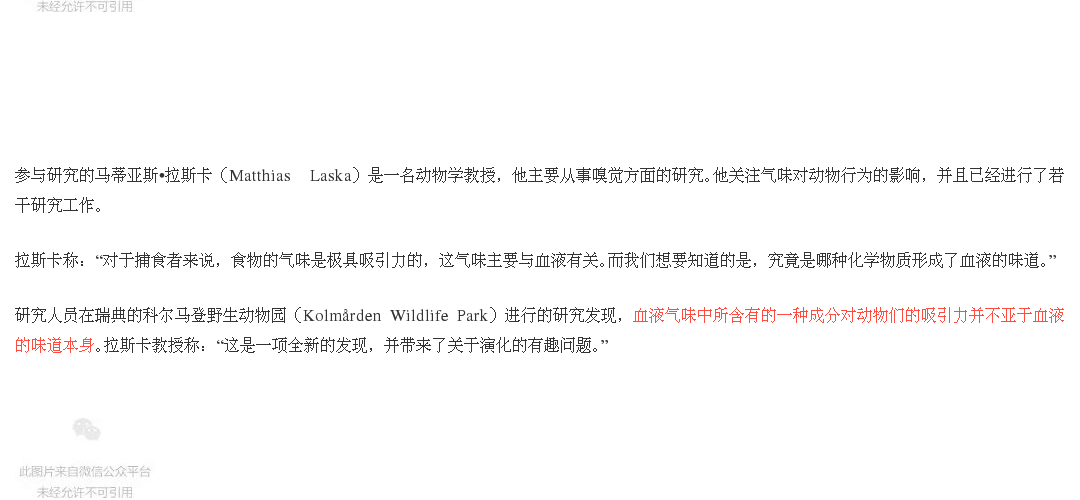 未经允许不可引用
参与研究的马蒂亚斯•拉斯卡（Matthias Laska）是一名动物学教授，他主要从事嗅觉方面的研究。他关注气味对动物行为的影响，并且已经进行了若
干研究工作。
拉斯卡称：“对于捕食者来说，食物的气味是极具吸引力的，这气味主要与血液有关。而我们想要知道的是，究竟是哪种化学物质形成了血液的味道。”
研究人员在瑞典的科尔马登野生动物园（Kolmården Wildlife Park）进行的研究发现，血液气味中所含有的一种成分对动物们的吸引力并不亚于血液
的味道本身。拉斯卡教授称：“这是一项全新的发现，并带来了关于演化的有趣问题。”
此图片来自微信公众平台
未经允许不可引用